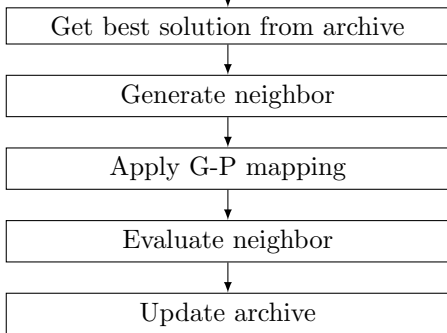 Get best solution from archive
Generate neighbor
Apply G-P mapping
Evaluate neighbor
Update archive